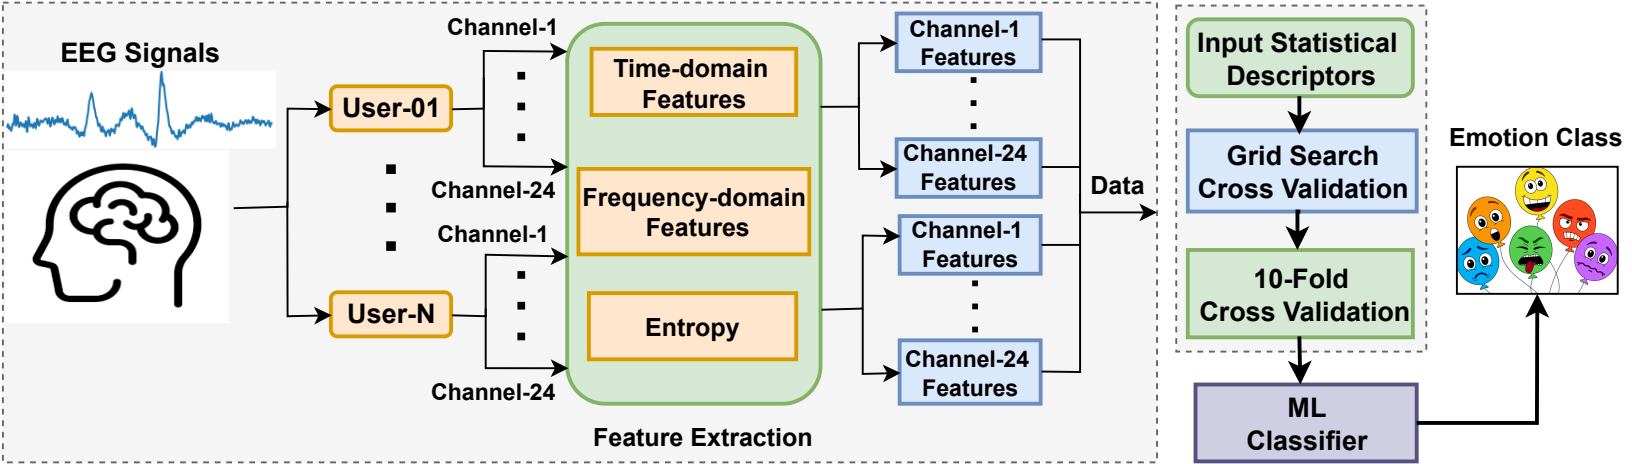 EEG Signals
User-01
User-N
Channel-1
Channel-24
Channel-1
Channel-24
Time-domain
Features
Frequency-domain
Features
Entropy
Feature Extraction
Channel-1
Features
Channel-24
Features
Channel-1
Features
Channel-24
Features
Data
Input Statistical
Descriptors
Grid Search
Cross Validation
10-Fold
Cross Validation
ML
Classifier
Emotion Class